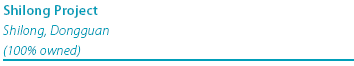 Shilong Project
Shilong, Dongguan
(100% owned)